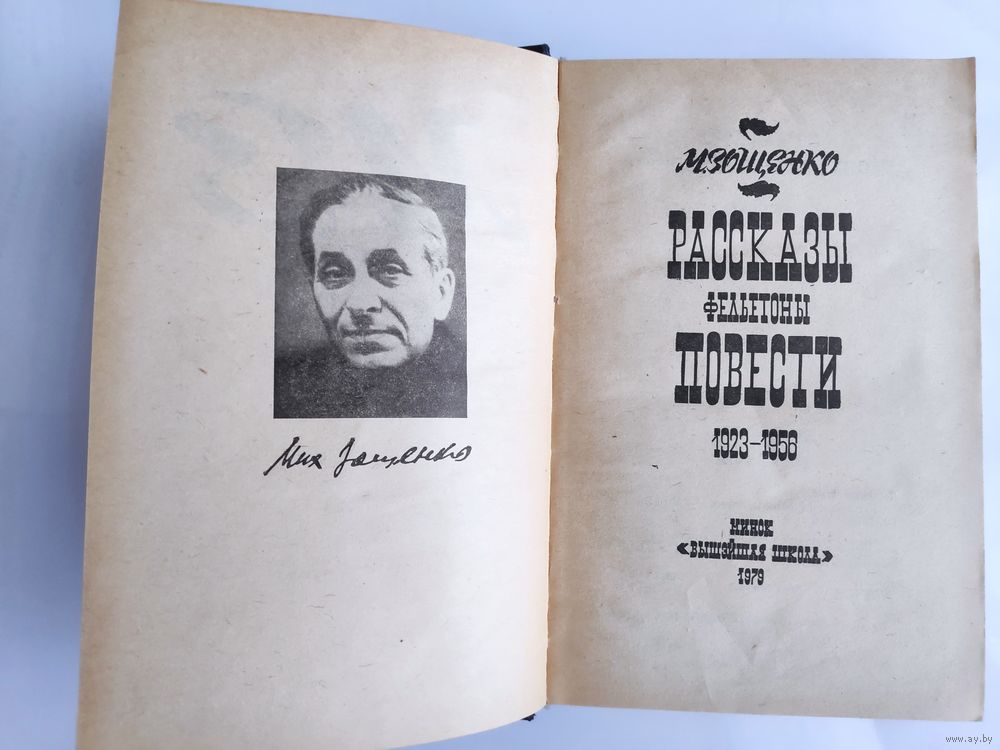 Мих Зощенко
М.ЗОЩЕНКО
РАССКАЗЫ
ФЕЛЬЕТОНЫ
ПОВЕСТИ
1923—1956
МИНСК
«ВЫШЭЙШАЯ ШКОЛА»
1979
www.ay.by